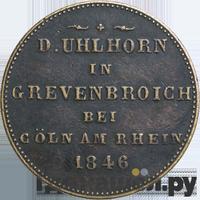 D. UHLHORN
IN
GREVENBROICH
BEI
CÖLN AM RHEIN
1846